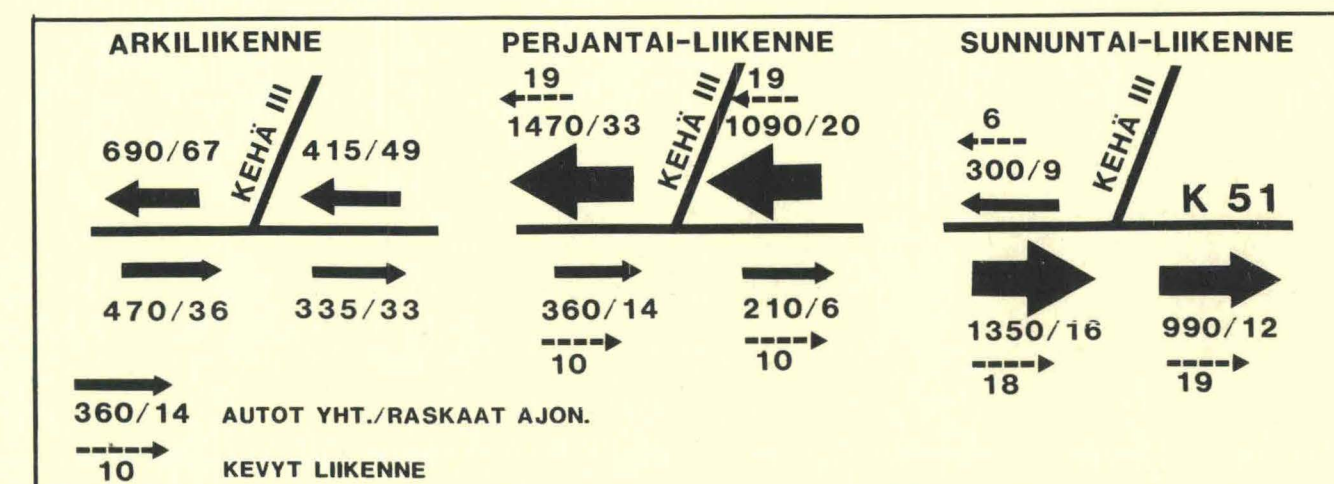 ARKILIIKENNE
690/67
KEHÄ III
415/49
470/36
335/33
PERJANTAI-LIIKENNE
19
1470/33
KEHÄ III
19
1090/20
360/14
10
210/6
10
SUNNUNTAI-LIIKENNE
6
300/9
KEHÄ III
K 51
1350/16
18
990/12
19
360/14 AUTOT YHT./RASKAAT AJON.
10 KEVYT LIIKENNE